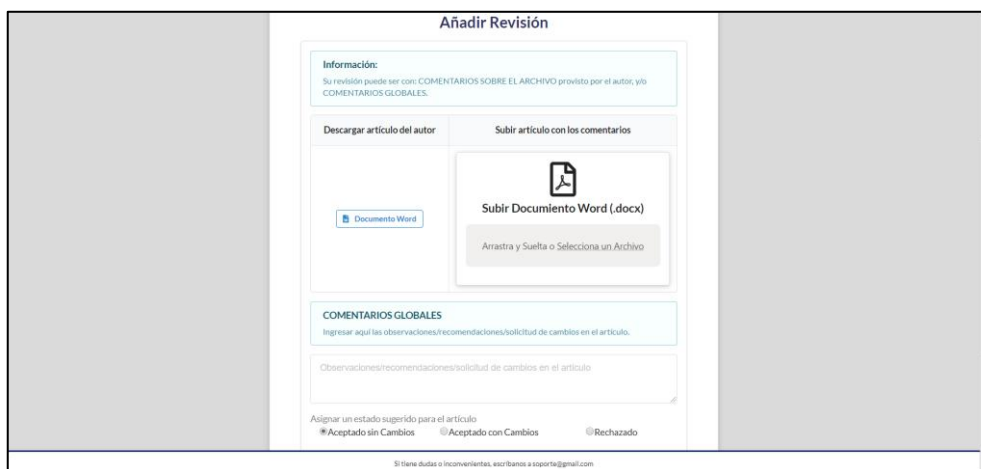 Añadir Revisión
Información:
Su revisión puede ser con: COMENTARIOS SOBRE EL ARCHIVO provisto por el autor, y/o
COMENTARIOS GLOBALES.
Descargar artículo del autor
Subir artículo con los comentarios
Documento Word
Subir Documiento Word (.docx)
Arrastra y Suelta o Selecciona un Archivo
COMENTARIOS GLOBALES
Ingresar aquí las observaciones/recomendaciones/solicitud de cambios en el artículo.
Observaciones/recomendaciones/solicitud de cambios en el artículo
Asignar un estado sugerido para el artículo
Aceptado sin Cambios Aceptado con Cambios Rechazado
Si tiene dudas o inconvenientes, escríbanos a soporte@gmail.com